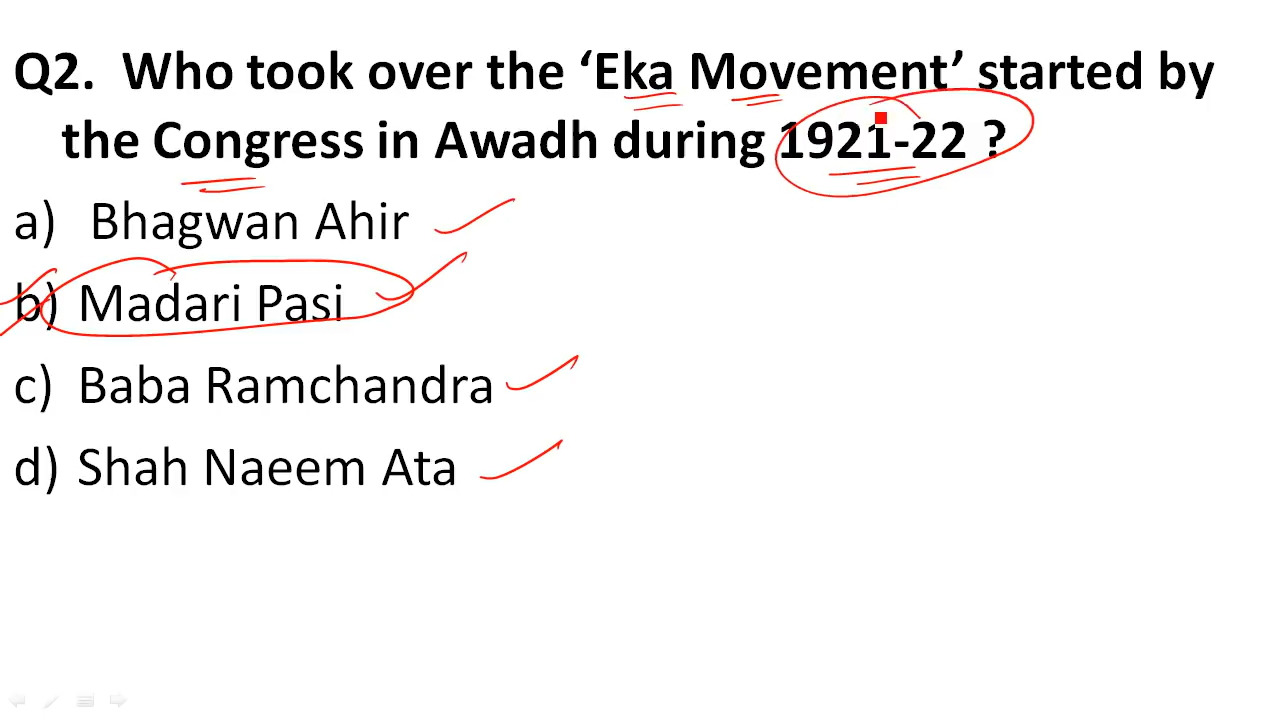 Q2. Who took over the ‘Eka Movement’ started by
the Congress in Awadh during 1921-22 ?
a) Bhagwan Ahir
b) Madari Pasi
c) Baba Ramchandra
d) Shah Naeem Ata